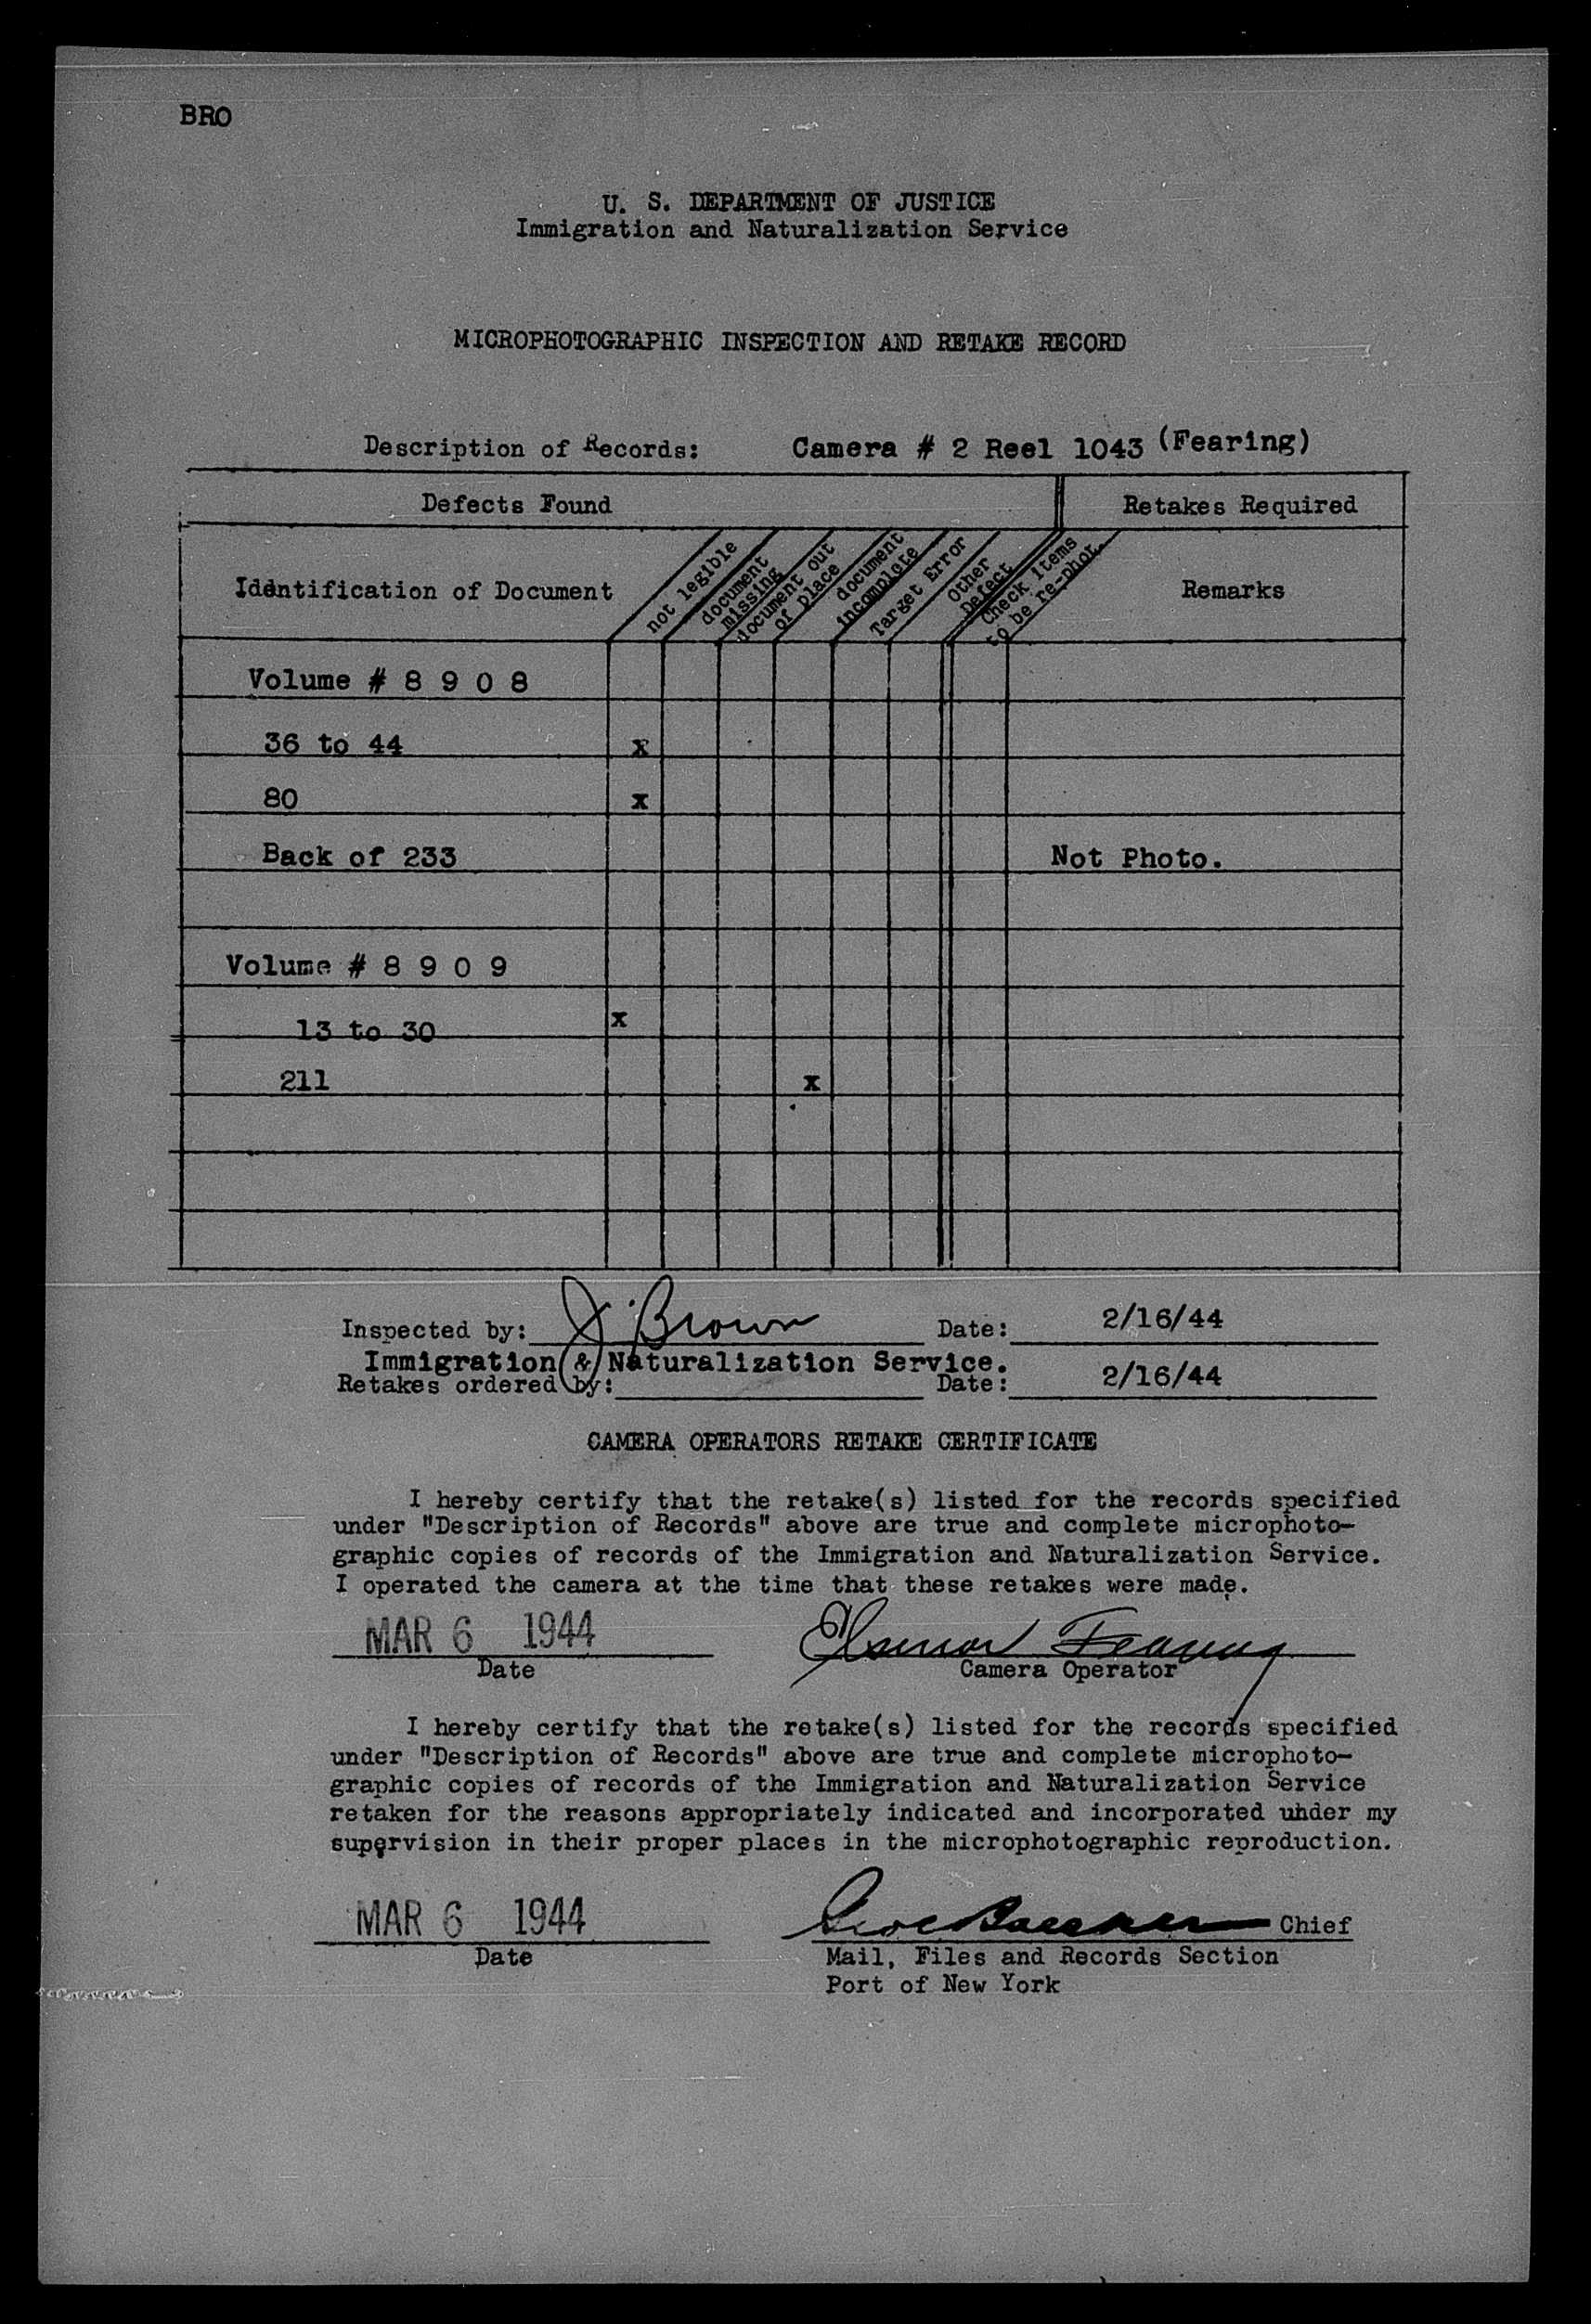 BRO
U. S. DEPARTMENT OF JUSTICE
Immigration and Naturalization Service
MICROPHOTOGRAPHIC INSPECTION AND RETAKE RECORD
Description of Records: Camera # 2 Reel 1043 (Fearing)
Defects Found Retakes Required
Identification of Document
not legible
document missing
document out of place
document incomplete
Target Error
Other Defect
Check items to be re-phot.
Remarks
Volume # 8 9 0 8
36 to 44 x
80 x
Back of 233 Not Photo.
Volume # 8 9 0 9
13 to 30 x
211 x
Inspected by: J. Brown Date: 2/16/44
Immigration & Naturalization Service.
Retakes ordered by: Date: 2/16/44
CAMERA OPERATORS RETAKE CERTIFICATE
I hereby certify that the retake(s) listed for the records specified
under "Description of Records" above are true and complete microphoto-
graphic copies of records of the Immigration and Naturalization Service.
I operated the camera at the time that these retakes were made.
MAR 6 1944 Eleanor Fearing
Date Camera Operator
I hereby certify that the retake(s) listed for the records specified
under "Description of Records" above are true and complete microphoto-
graphic copies of records of the Immigration and Naturalization Service
retaken for the reasons appropriately indicated and incorporated under my
supervision in their proper places in the microphotographic reproduction.
MAR 6 1944 Chief
Date Mail, Files and Records Section
Port of New York